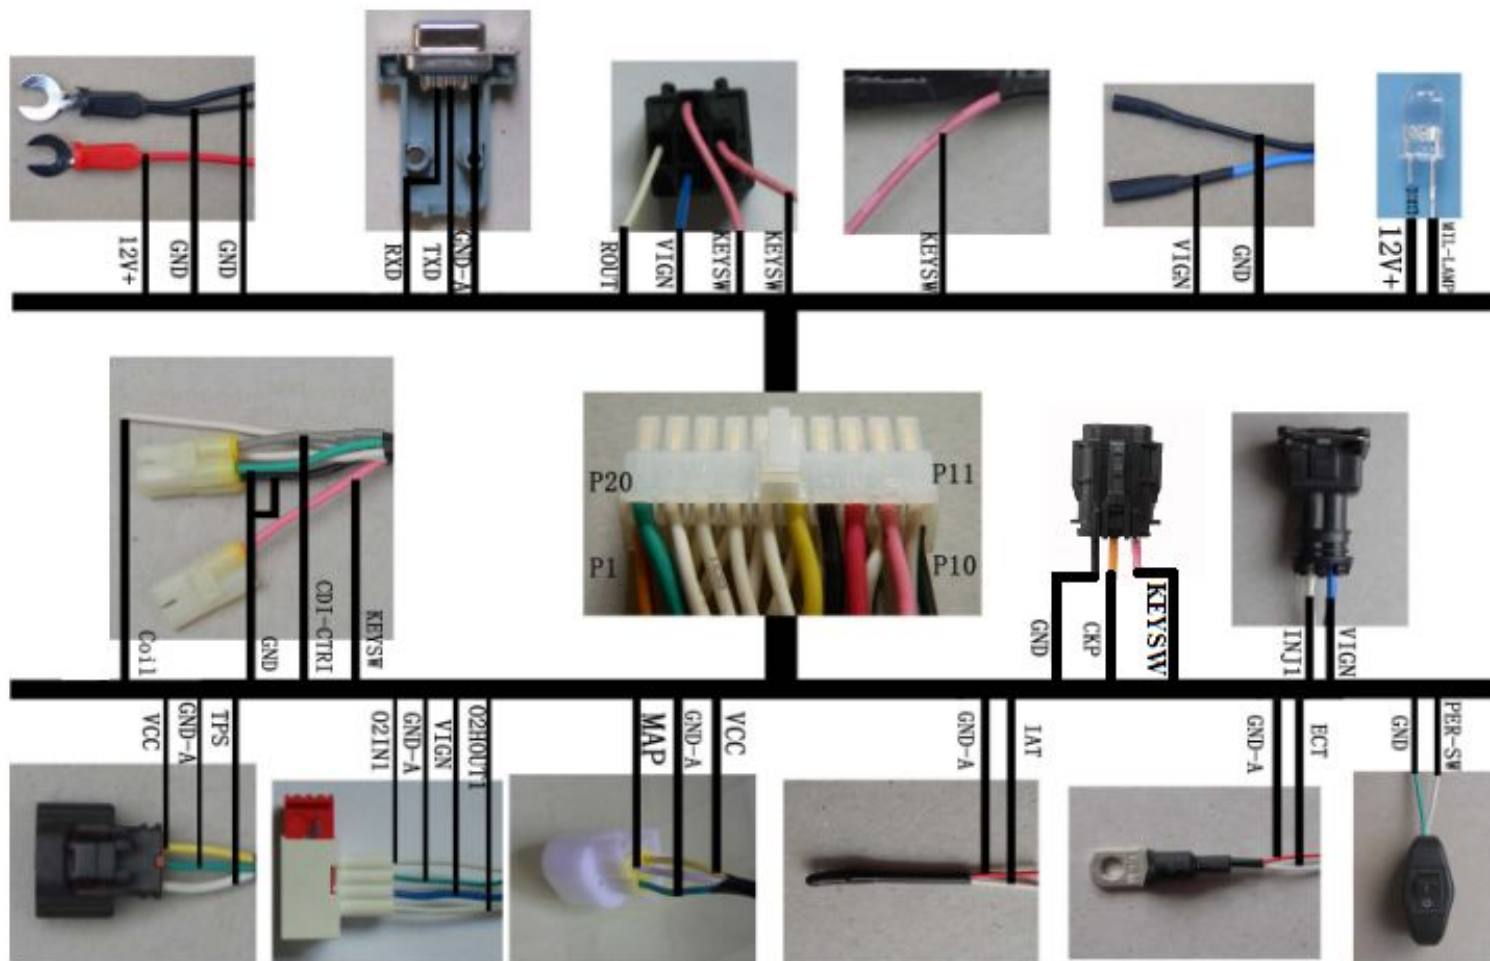 12V+
GND
GND
RXD
TXD
GND-A
ROUT
VIGN
KEYSW
KEYSW
KEYSW
VIGN
GND
12V+
MIL-LAMP
Coil
GND
CDI-CTRI
KEYSW
P20
P11
P1
P10
GND
CKP
KEYSW
INJ1
VIGN
VCC
GND-A
TPS
O2IN1
GND-A
VIGN
O2HOUT1
MAP
GND-A
VCC
GND-A
IAT
GND-A
ECT
GND
PER-SW